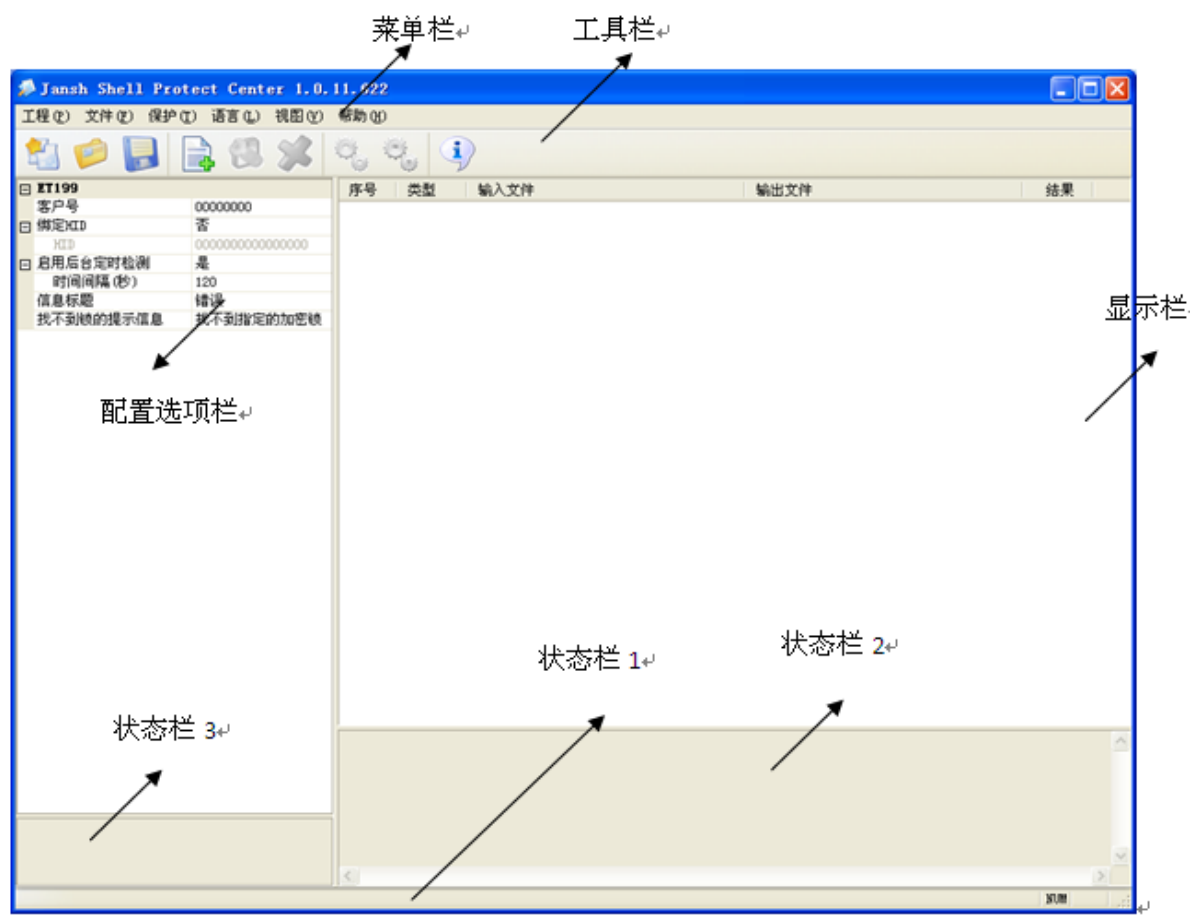 菜单栏 工具栏
Jansh Shell Protect Center 1.0.11.622
工程(P) 文件(F) 保护(T) 语言(L) 视图(V) 帮助(H)
ET199
序号 类型 输入文件 输出文件 结果
客户号 00000000
绑定HID 否
HID 0000000000000000
启用后台定时检测 是
时间间隔(秒) 120
信息标题 错误
找不到锁的提示信息 找不到指定的加密锁
显示栏
配置选项栏
状态栏 1
状态栏 2
状态栏 3
NUM